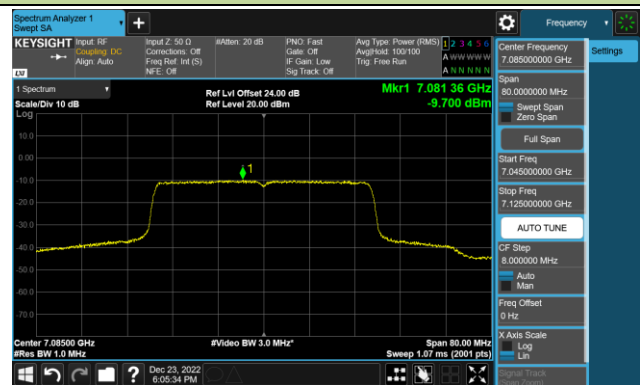 Spectrum Analyzer 1
Swept SA
+
Frequency
KEYSIGHT
Input: RF
Coupling: DC
Align: Auto
Input Z: 50 Ω
Corrections: Off
Freq Ref: Int (S)
NFE: Off
#Atten: 20 dB
PNO: Fast
Gate: Off
IF Gain: Low
Sig Track: Off
Avg Type: Power (RMS)
Avg|Hold: 100/100
Trig: Free Run
1 2 3 4 5 6
A W W W W W
A N N N N N
LXI
1 Spectrum
Scale/Div 10 dB
Log
Ref Lvl Offset 24.00 dB
Ref Level 20.00 dBm
Mkr1 7.081 36 GHz
-9.700 dBm
1
10.0
0.00
-10.0
-20.0
-30.0
-40.0
-50.0
-60.0
-70.0
Center 7.08500 GHz
#Res BW 1.0 MHz
#Video BW 3.0 MHz*
Span 80.00 MHz
Sweep 1.07 ms (2001 pts)
?
Dec 23, 2022
6:05:34 PM
Center Frequency
7.085000000 GHz
Settings
Span
80.0000000 MHz
Swept Span
Zero Span
Full Span
Start Freq
7.045000000 GHz
Stop Freq
7.125000000 GHz
AUTO TUNE
CF Step
8.000000 MHz
Auto
Man
Freq Offset
0 Hz
X Axis Scale
Log
Lin
Signal Track
(Span Zoom)